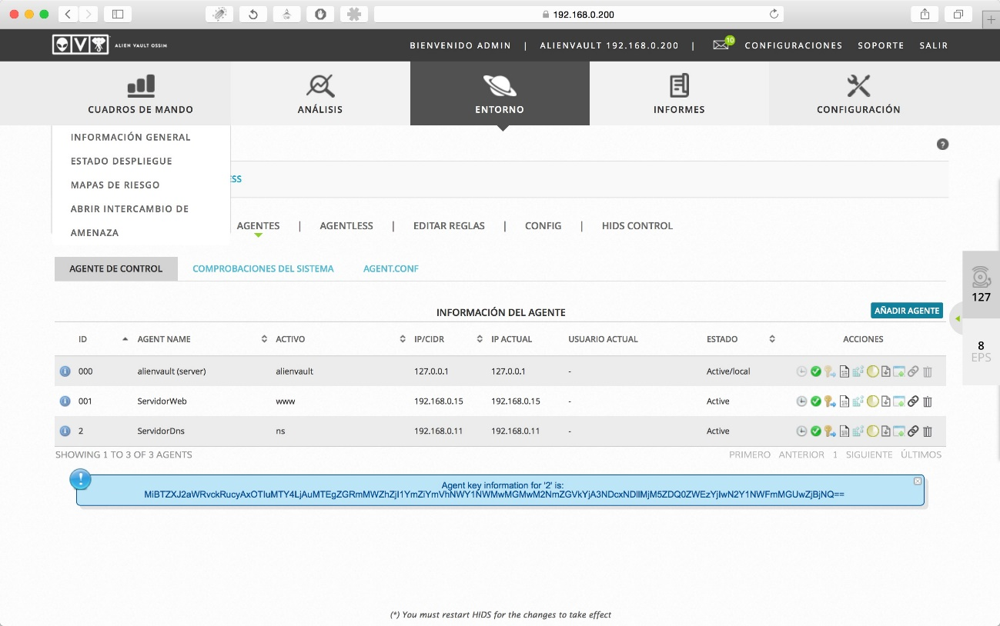 192.168.0.200
ALIEN VAULT OSSIM
BIENVENIDO ADMIN | ALIENVAULT 192.168.0.200 | 10 CONFIGURACIONES SOPORTE SALIR
CUADROS DE MANDO ANÁLISIS ENTORNO INFORMES CONFIGURACIÓN
INFORMACIÓN GENERAL
ESTADO DESPLIEGUE
MAPAS DE RIESGO
ABRIR INTERCAMBIO DE
AMENAZA
?
ESS
AGENTES | AGENTLESS | EDITAR REGLAS | CONFIG | HIDS CONTROL
AGENTE DE CONTROL COMPROBACIONES DEL SISTEMA AGENT.CONF
127
8
EPS
INFORMACIÓN DEL AGENTE AÑADIR AGENTE
ID AGENT NAME ACTIVO IP/CIDR IP ACTUAL USUARIO ACTUAL ESTADO ACCIONES
000 alienvault (server) alienvault 127.0.0.1 127.0.0.1 - Active/local
001 ServidorWeb www 192.168.0.15 192.168.0.15 - Active
2 ServidorDns ns 192.168.0.11 192.168.0.11 - Active
SHOWING 1 TO 3 OF 3 AGENTS PRIMERO ANTERIOR 1 SIGUIENTE ÚLTIMOS
Agent key information for '2' is:
(*) You must restart HIDS for the changes to take effect